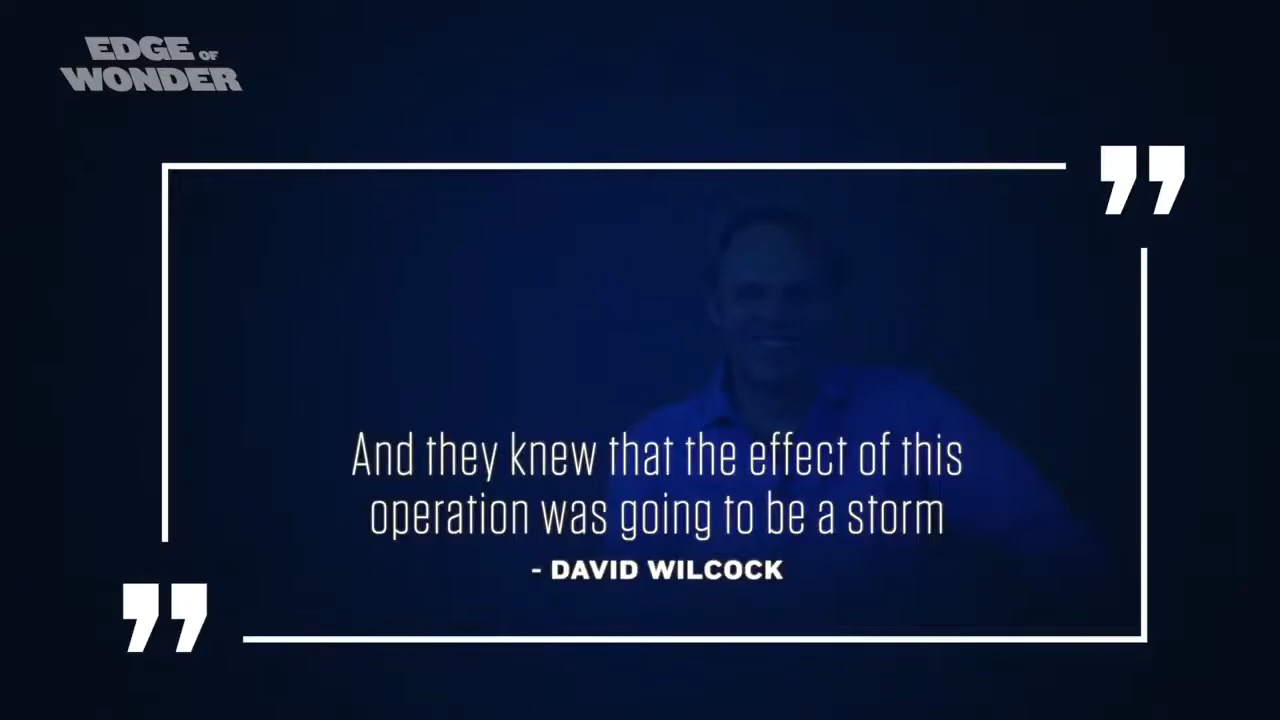 EDGE OF
WONDER
”
And they knew that the effect of this
operation was going to be a storm
- DAVID WILCOCK
”